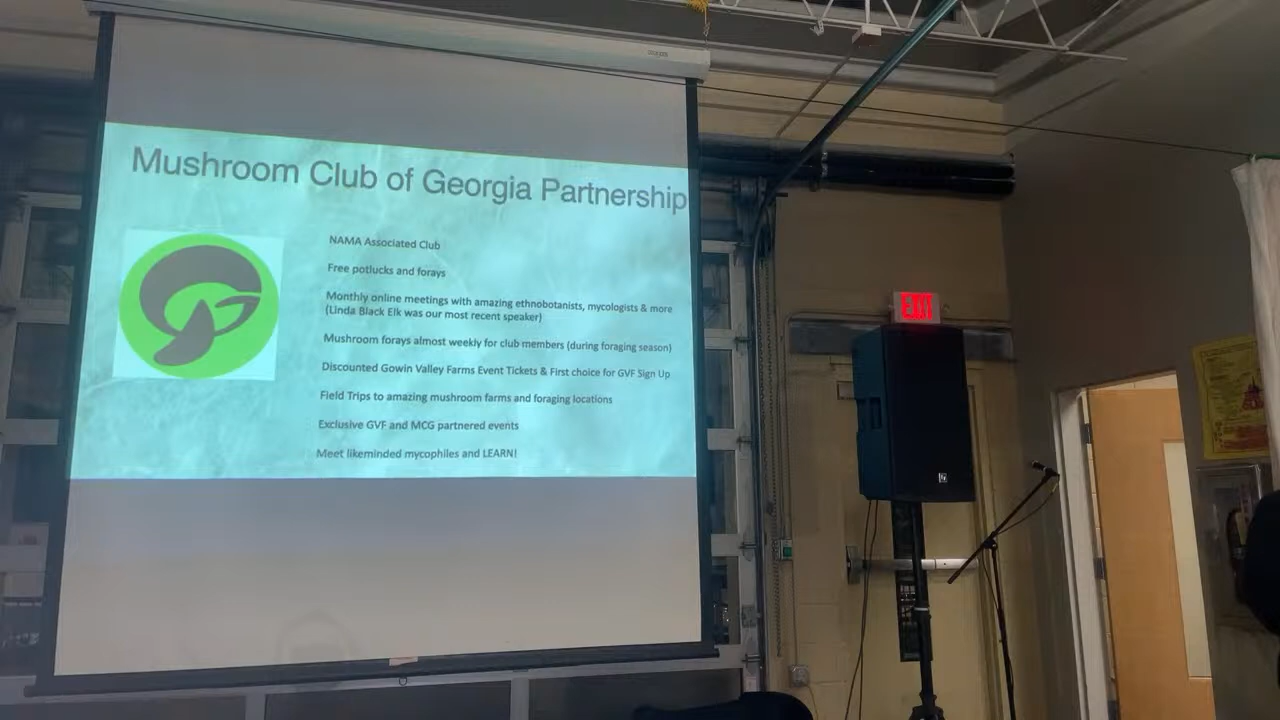 Mushroom Club of Georgia Partnership
NAMA Associated Club
Free potlucks and forays
Monthly online meetings with amazing ethnobotanists, mycologists & more
(Linda Black Elk was our most recent speaker)
Mushroom forays almost weekly for club members (during foraging season)
Discounted Gowin Valley Farms Event Tickets & First choice for GVF Sign Up
Field Trips to amazing mushroom farms and foraging locations
Exclusive GVF and MCG partnered events
Meet likeminded mycophiles and LEARN!
EXIT